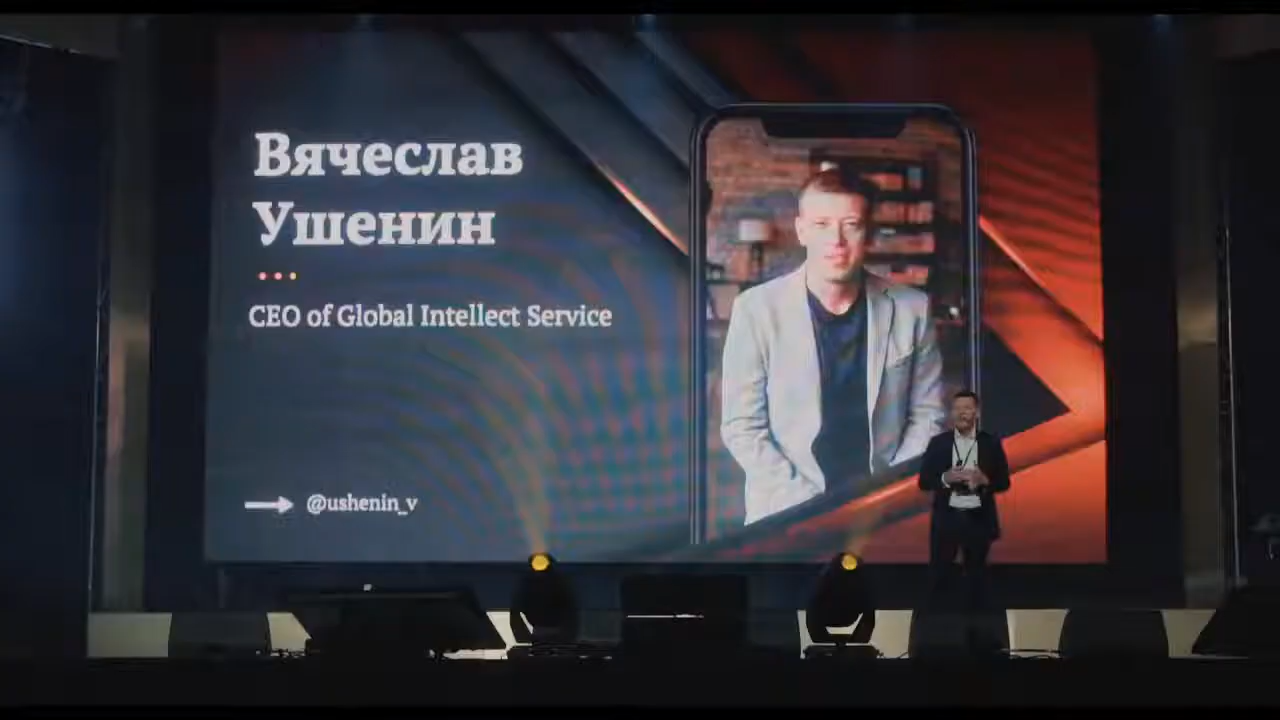 Вячеслав
Ушенин
CEO of Global Intellect Service
@ushenin_v